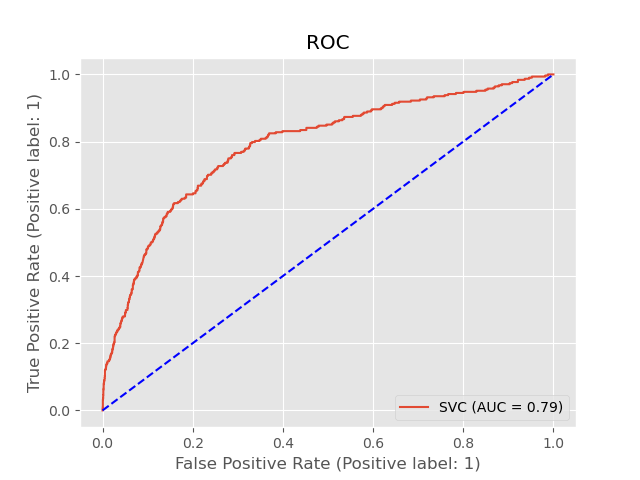 ROC
True Positive Rate (Positive label: 1)
1.0
0.8
0.6
0.4
0.2
0.0
SVC (AUC = 0.79)
0.0 0.2 0.4 0.6 0.8 1.0
False Positive Rate (Positive label: 1)